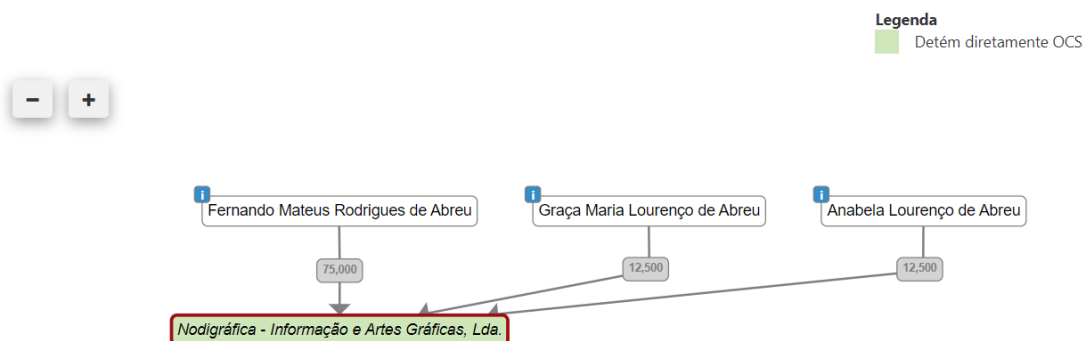 Legenda
Detém diretamente OCS
− +
i i i
Fernando Mateus Rodrigues de Abreu Graça Maria Lourenço de Abreu Anabela Lourenço de Abreu
75,000 12,500 12,500
Nodigráfica - Informação e Artes Gráficas, Lda.